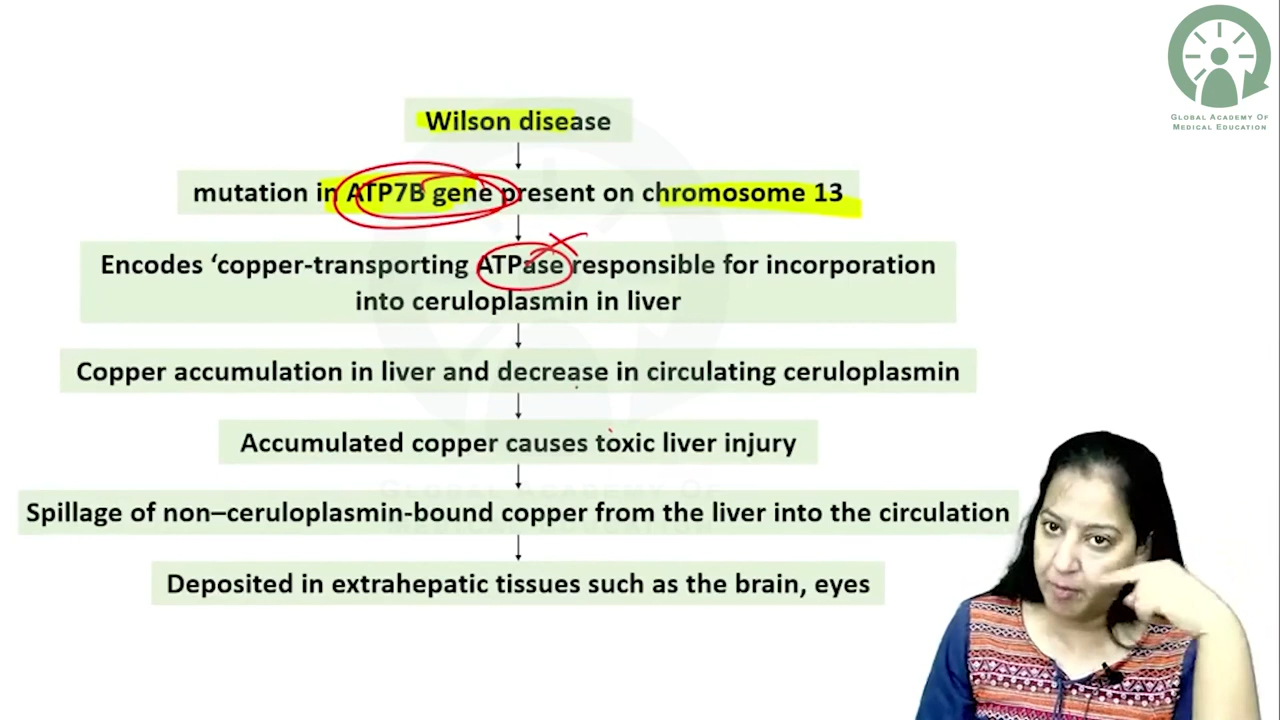 GLOBAL ACADEMY OF
MEDICAL EDUCATION
Wilson disease
mutation in ATP7B gene present on chromosome 13
Encodes ‘copper-transporting ATPase responsible for incorporation
into ceruloplasmin in liver
Copper accumulation in liver and decrease in circulating ceruloplasmin
Accumulated copper causes toxic liver injury
GLOBAL ACADEMY OF
Spillage of non–ceruloplasmin-bound copper from the liver into the circulation
Deposited in extrahepatic tissues such as the brain, eyes